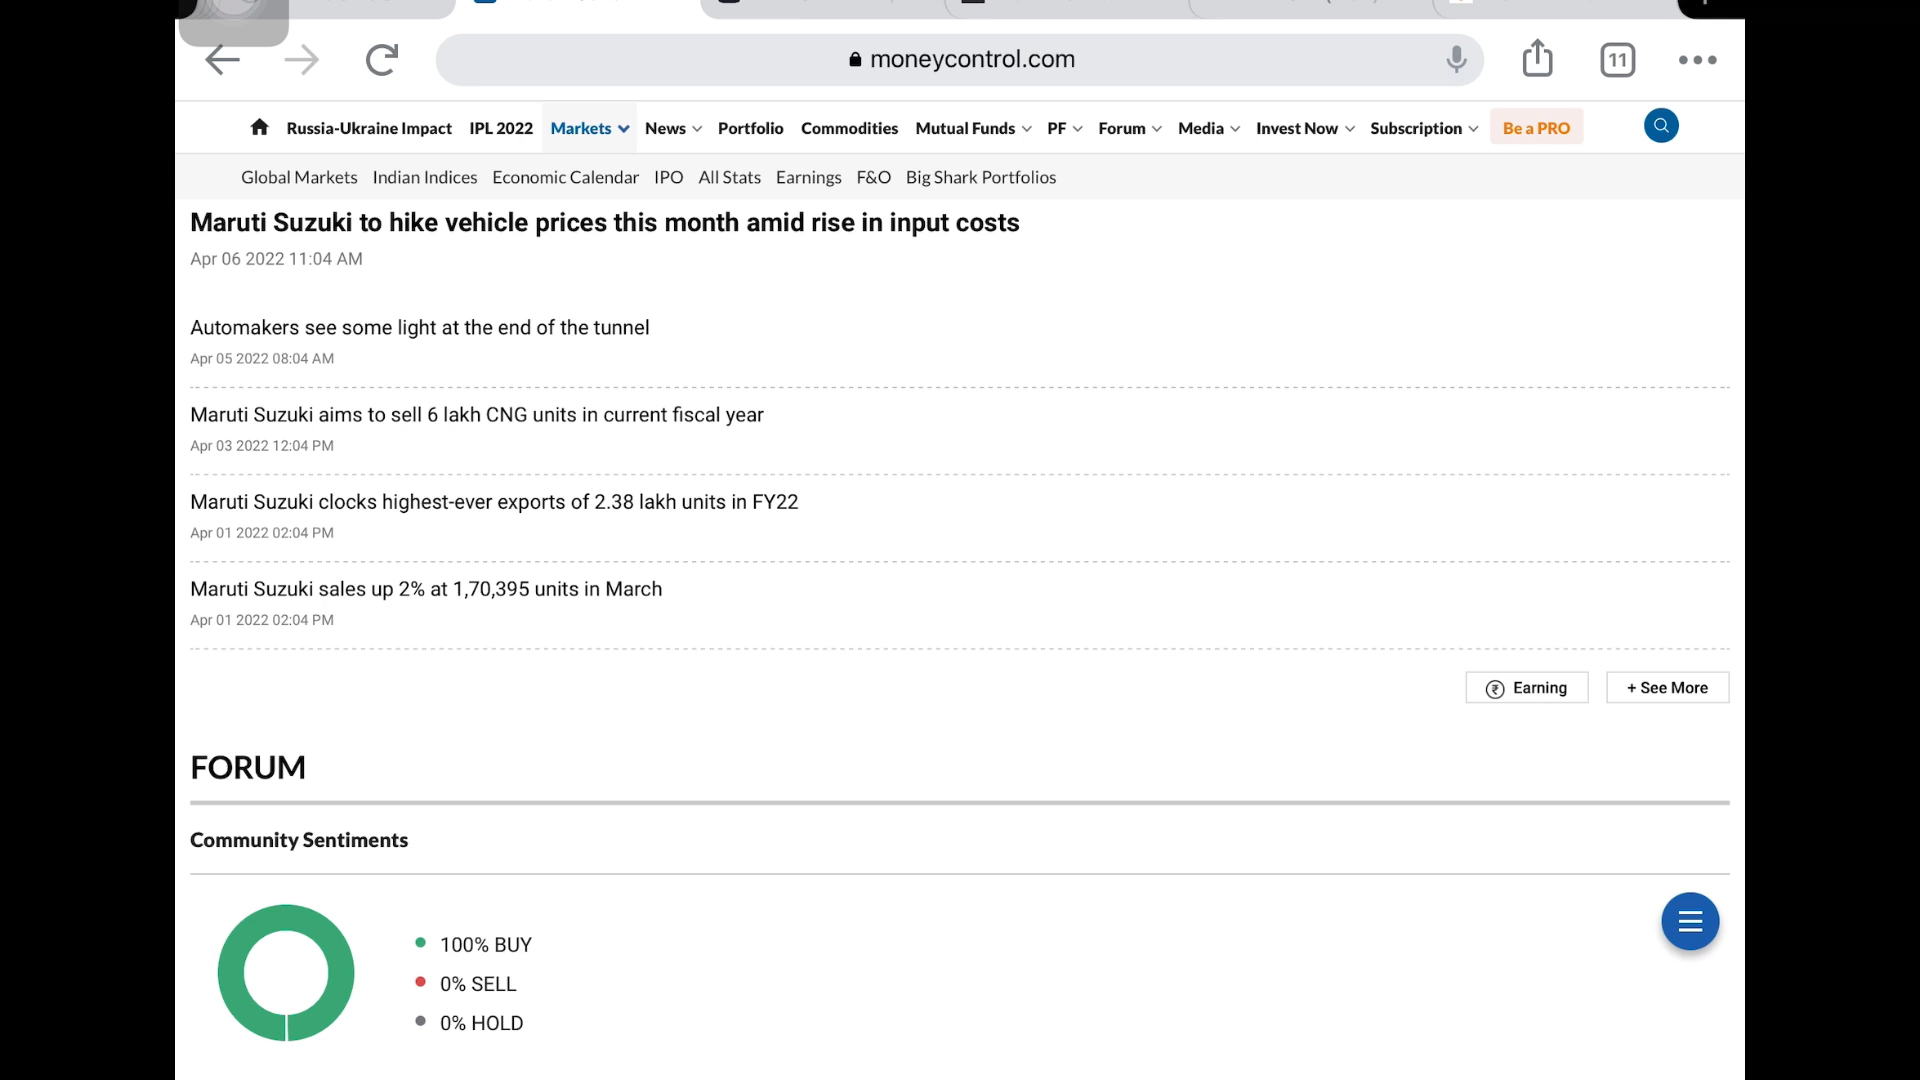 moneycontrol.com
11
Russia-Ukraine Impact IPL 2022 Markets News Portfolio Commodities Mutual Funds PF Forum Media Invest Now Subscription Be a PRO
Global Markets Indian Indices Economic Calendar IPO All Stats Earnings F&O Big Shark Portfolios
Maruti Suzuki to hike vehicle prices this month amid rise in input costs
Apr 06 2022 11:04 AM
Automakers see some light at the end of the tunnel
Apr 05 2022 08:04 AM
Maruti Suzuki aims to sell 6 lakh CNG units in current fiscal year
Apr 03 2022 12:04 PM
Maruti Suzuki clocks highest-ever exports of 2.38 lakh units in FY22
Apr 01 2022 02:04 PM
Maruti Suzuki sales up 2% at 1,70,395 units in March
Apr 01 2022 02:04 PM
₹ Earning + See More
FORUM
Community Sentiments
100% BUY
0% SELL
0% HOLD